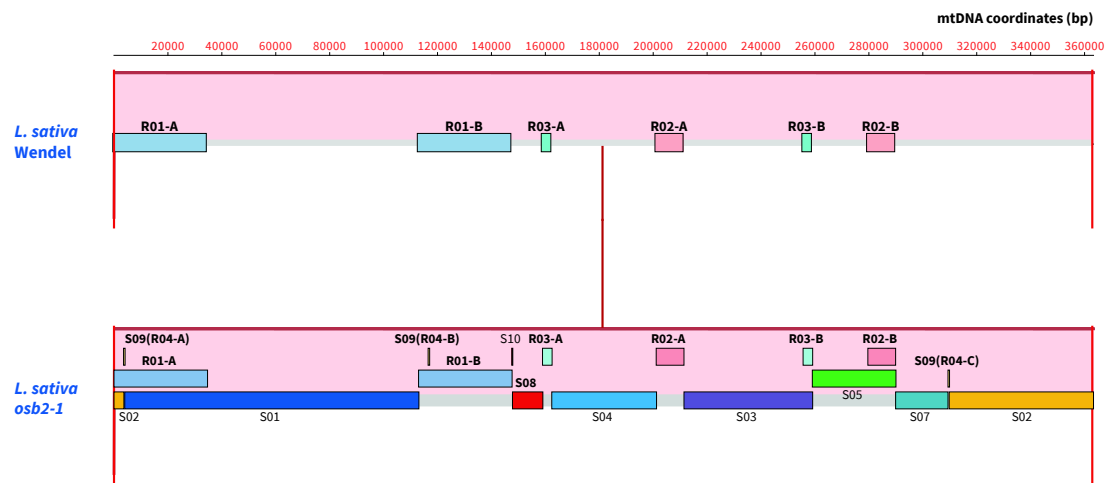 mtDNA coordinates (bp)
20000 40000 60000 80000 100000 120000 140000 160000 180000 200000 220000 240000 260000 280000 300000 320000 340000 360000
L. sativa
Wendel
R01-A R01-B R03-A R02-A R03-B R02-B
L. sativa
osb2-1
S09(R04-A) S09(R04-B) S10 R03-A R02-A R03-B R02-B
R01-A R01-B S09(R04-C)
S08
S05
S02 S01 S04 S03 S07 S02